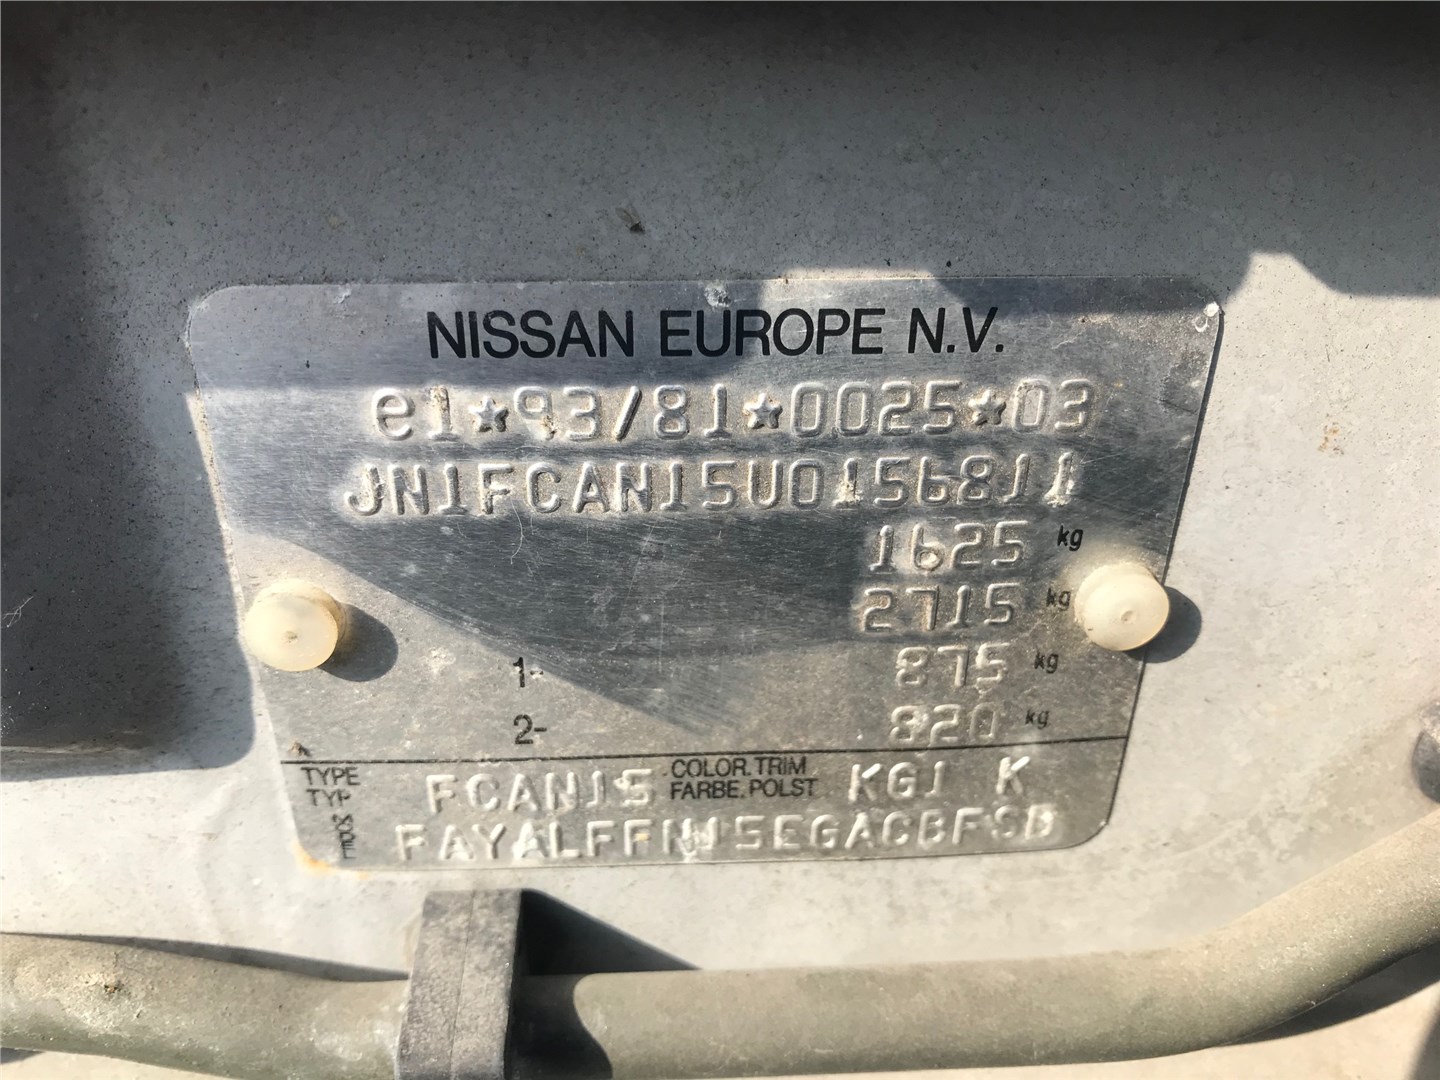 NISSAN EUROPE N.V.
e1*93/81*0025*03
JN1FCAN15U0156811
1625 kg
2715 kg
1- 875 kg
2- 820 kg
TYPE FCAN15 COLOR.TRIM KG1 K
TYP FARBE.POLST
FAYALFFN15EGACBFSD